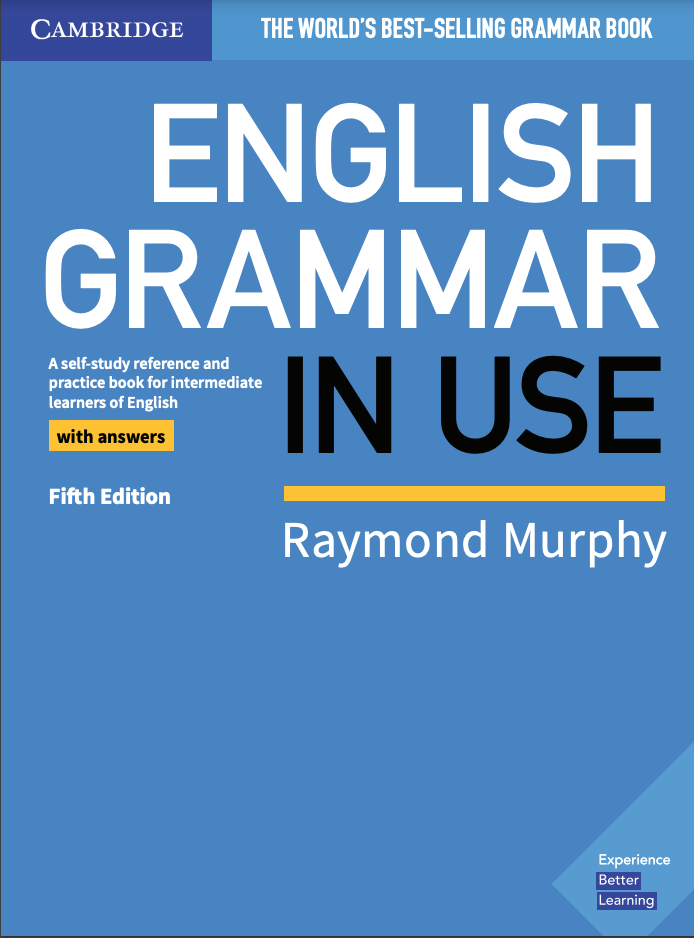 CAMBRIDGE
THE WORLD'S BEST-SELLING GRAMMAR BOOK
ENGLISH
GRAMMAR
IN USE
A self-study reference and
practice book for intermediate
learners of English
with answers
Fifth Edition
Raymond Murphy
Experience
Better
Learning